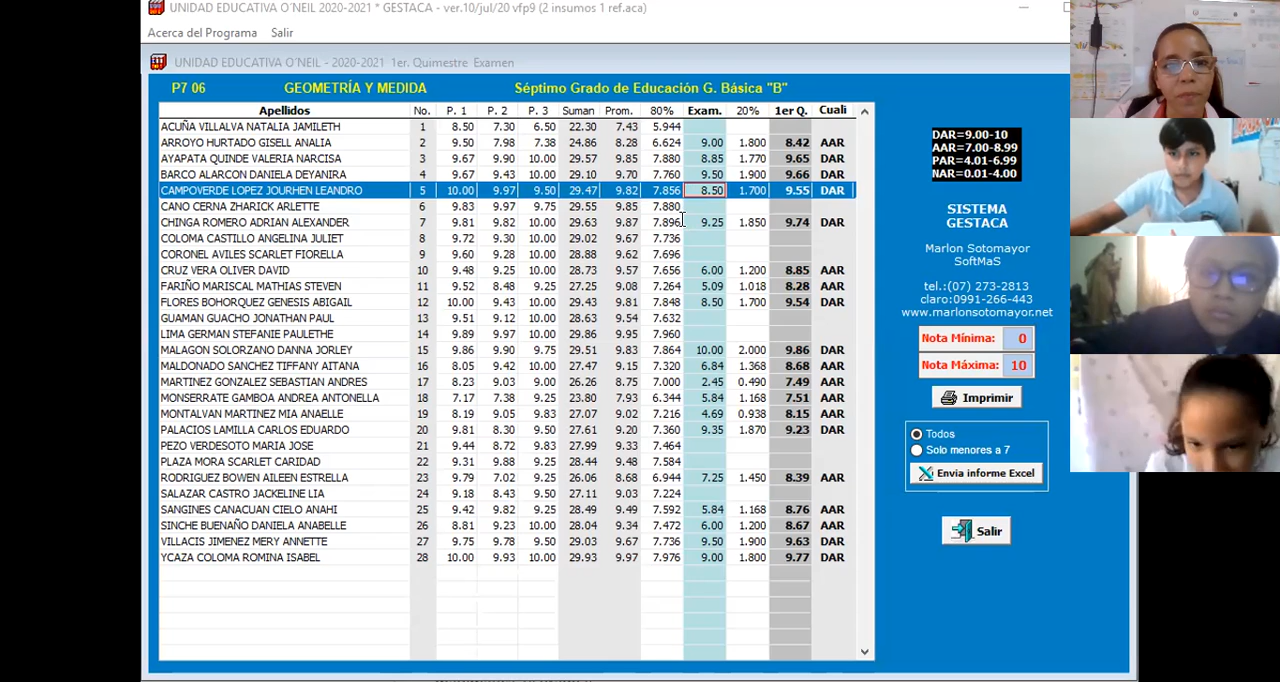 UNIDAD EDUCATIVA O´NEIL 2020-2021 * GESTACA - ver.10/jul/20 vfp9 (2 insumos 1 ref.aca)
Acerca del Programa Salir
UNIDAD EDUCATIVA O´NEIL - 2020-2021 1er. Quimestre Examen
P7 06 GEOMETRÍA Y MEDIDA Séptimo Grado de Educación G. Básica "B"
Apellidos No. P. 1 P. 2 P. 3 Suman Prom. 80% Exam. 20% 1er Q. Cuali
ACUÑA VILLALVA NATALIA JAMILETH 1 8.50 7.30 6.50 22.30 7.43 5.944
ARROYO HURTADO GISELL ANALIA 2 9.50 7.98 7.38 24.86 8.28 6.624 9.00 1.800 8.42 AAR
AYAPATA QUINDE VALERIA NARCISA 3 9.67 9.90 10.00 29.57 9.85 7.880 8.85 1.770 9.65 DAR
BARCO ALARCON DANIELA DEYANIRA 4 9.67 9.43 10.00 29.10 9.70 7.760 9.50 1.900 9.66 DAR
CAMPOVERDE LOPEZ JOURHEN LEANDRO 5 10.00 9.97 9.50 29.47 9.82 7.856 8.50 1.700 9.55 DAR
CANO CERNA ZHARICK ARLETTE 6 9.83 9.97 9.75 29.55 9.85 7.880
CHINGA ROMERO ADRIAN ALEXANDER 7 9.81 9.82 10.00 29.63 9.87 7.896 9.25 1.850 9.74 DAR
COLOMA CASTILLO ANGELINA JULIET 8 9.72 9.30 10.00 29.02 9.67 7.736
CORONEL AVILES SCARLET FIORELLA 9 9.60 9.28 10.00 28.88 9.62 7.696
CRUZ VERA OLIVER DAVID 10 9.48 9.25 10.00 28.73 9.57 7.656 6.00 1.200 8.85 AAR
FARIÑO MARISCAL MATHIAS STEVEN 11 9.52 8.48 9.25 27.25 9.08 7.264 5.09 1.018 8.28 AAR
FLORES BOHORQUEZ GENESIS ABIGAIL 12 10.00 9.43 10.00 29.43 9.81 7.848 8.50 1.700 9.54 DAR
GUAMAN GUACHO JONATHAN PAUL 13 9.51 9.12 10.00 28.63 9.54 7.632
LIMA GERMAN STEFANIE PAULETHE 14 9.89 9.97 10.00 29.86 9.95 7.960
MALAGON SOLORZANO DANNA JORLEY 15 9.86 9.90 9.75 29.51 9.83 7.864 10.00 2.000 9.86 DAR
MALDONADO SANCHEZ TIFFANY AITANA 16 8.05 9.42 10.00 27.47 9.15 7.320 6.84 1.368 8.68 AAR
MARTINEZ GONZALEZ SEBASTIAN ANDRES 17 8.23 9.03 9.00 26.26 8.75 7.000 2.45 0.490 7.49 AAR
MONSERRATE GAMBOA ANDREA ANTONELLA 18 7.17 7.38 9.25 23.80 7.93 6.344 5.84 1.168 7.51 AAR
MONTALVAN MARTINEZ MIA ANAELLE 19 8.19 9.05 9.83 27.07 9.02 7.216 4.69 0.938 8.15 AAR
PALACIOS LAMILLA CARLOS EDUARDO 20 9.81 8.30 9.50 27.61 9.20 7.360 9.35 1.870 9.23 DAR
PEZO VERDESOTO MARIA JOSE 21 9.44 8.72 9.83 27.99 9.33 7.464
PLAZA MORA SCARLET CARIDAD 22 9.31 9.88 9.25 28.44 9.48 7.584
RODRIGUEZ BOWEN AILEEN ESTRELLA 23 9.79 7.02 9.25 26.06 8.68 6.944 7.25 1.450 8.39 AAR
SALAZAR CASTRO JACKELINE LIA 24 9.18 8.43 9.50 27.11 9.03 7.224
SANGINES CANACUAN CIELO ANAHI 25 9.42 9.82 9.25 28.49 9.49 7.592 5.84 1.168 8.76 AAR
SINCHE BUENAÑO DANIELA ANABELLE 26 8.81 9.23 10.00 28.04 9.34 7.472 6.00 1.200 8.67 AAR
VILLACIS JIMENEZ MERY ANNETTE 27 9.75 9.78 9.50 29.03 9.67 7.736 9.50 1.900 9.63 DAR
YCAZA COLOMA ROMINA ISABEL 28 10.00 9.93 10.00 29.93 9.97 7.976 9.00 1.800 9.77 DAR
DAR=9.00-10
AAR=7.00-8.99
PAR=4.01-6.99
NAR=0.01-4.00
SISTEMA
GESTACA
Marlon Sotomayor
SoftMaS
tel.:(07) 273-2813
claro:0991-266-443
www.marlonsotomayor.net
Nota Mínima: 0
Nota Máxima: 10
Imprimir
Todos
Solo menores a 7
Envia informe Excel
Salir